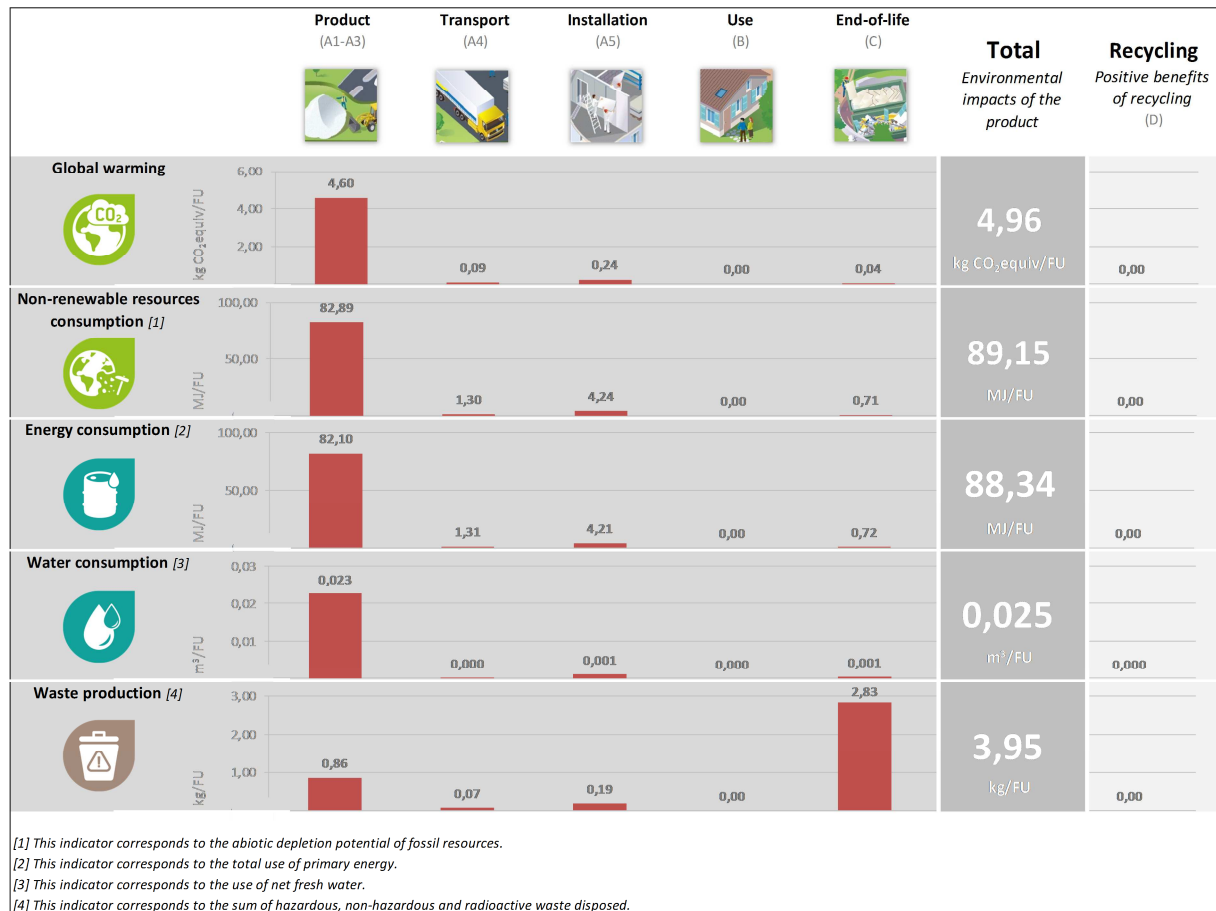 Product
(A1-A3)
Transport
(A4)
Installation
(A5)
Use
(B)
End-of-life
(C)
Total
Environmental
impacts of the
product
Recycling
Positive benefits
of recycling
(D)
Global warming
CO2
kg CO₂equiv/FU
6,00
4,00
2,00
4,60
0,09
0,24
0,00
0,04
4,96
kg CO₂equiv/FU
0,00
Non-renewable resources
consumption [1]
MJ/FU
100,00
50,00
-
82,89
1,30
4,24
0,00
0,71
89,15
MJ/FU
0,00
Energy consumption [2]
MJ/FU
100,00
50,00
-
82,10
1,31
4,21
0,00
0,72
88,34
MJ/FU
0,00
Water consumption [3]
m³/FU
0,03
0,02
0,01
0,023
0,000
0,001
0,000
0,001
0,025
m³/FU
0,000
Waste production [4]
kg/FU
3,00
2,00
1,00
0,86
0,07
0,19
0,00
2,83
3,95
kg/FU
0,00
[1] This indicator corresponds to the abiotic depletion potential of fossil resources.
[2] This indicator corresponds to the total use of primary energy.
[3] This indicator corresponds to the use of net fresh water.
[4] This indicator corresponds to the sum of hazardous, non-hazardous and radioactive waste disposed.